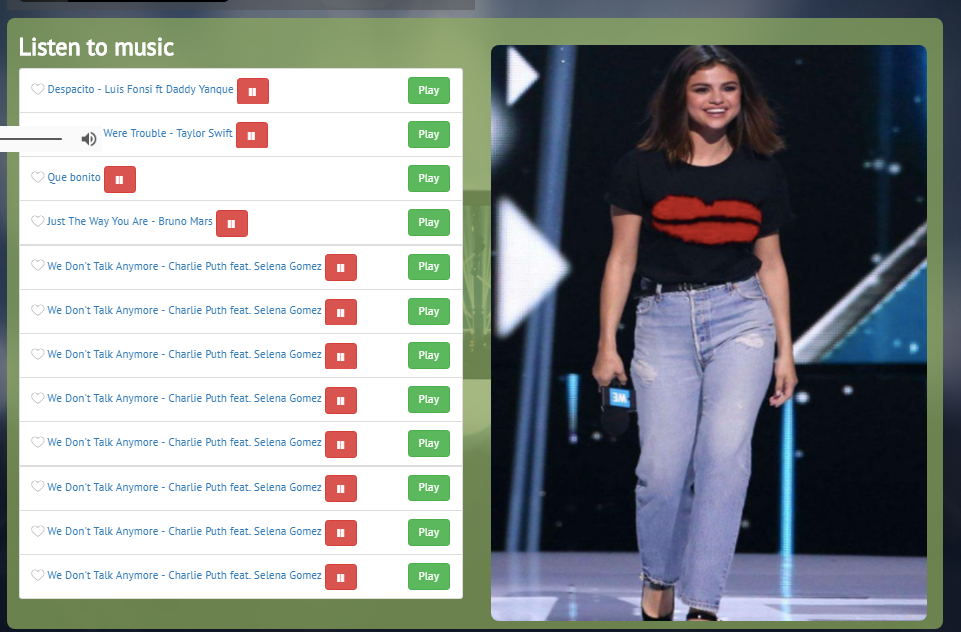 Listen to music
Despacito - Luis Fonsi ft Daddy Yanque Play
Were Trouble - Taylor Swift Play
Que bonito Play
Just The Way You Are - Bruno Mars Play
We Don't Talk Anymore - Charlie Puth feat. Selena Gomez Play
We Don't Talk Anymore - Charlie Puth feat. Selena Gomez Play
We Don't Talk Anymore - Charlie Puth feat. Selena Gomez Play
We Don't Talk Anymore - Charlie Puth feat. Selena Gomez Play
We Don't Talk Anymore - Charlie Puth feat. Selena Gomez Play
We Don't Talk Anymore - Charlie Puth feat. Selena Gomez Play
We Don't Talk Anymore - Charlie Puth feat. Selena Gomez Play
We Don't Talk Anymore - Charlie Puth feat. Selena Gomez Play
WE